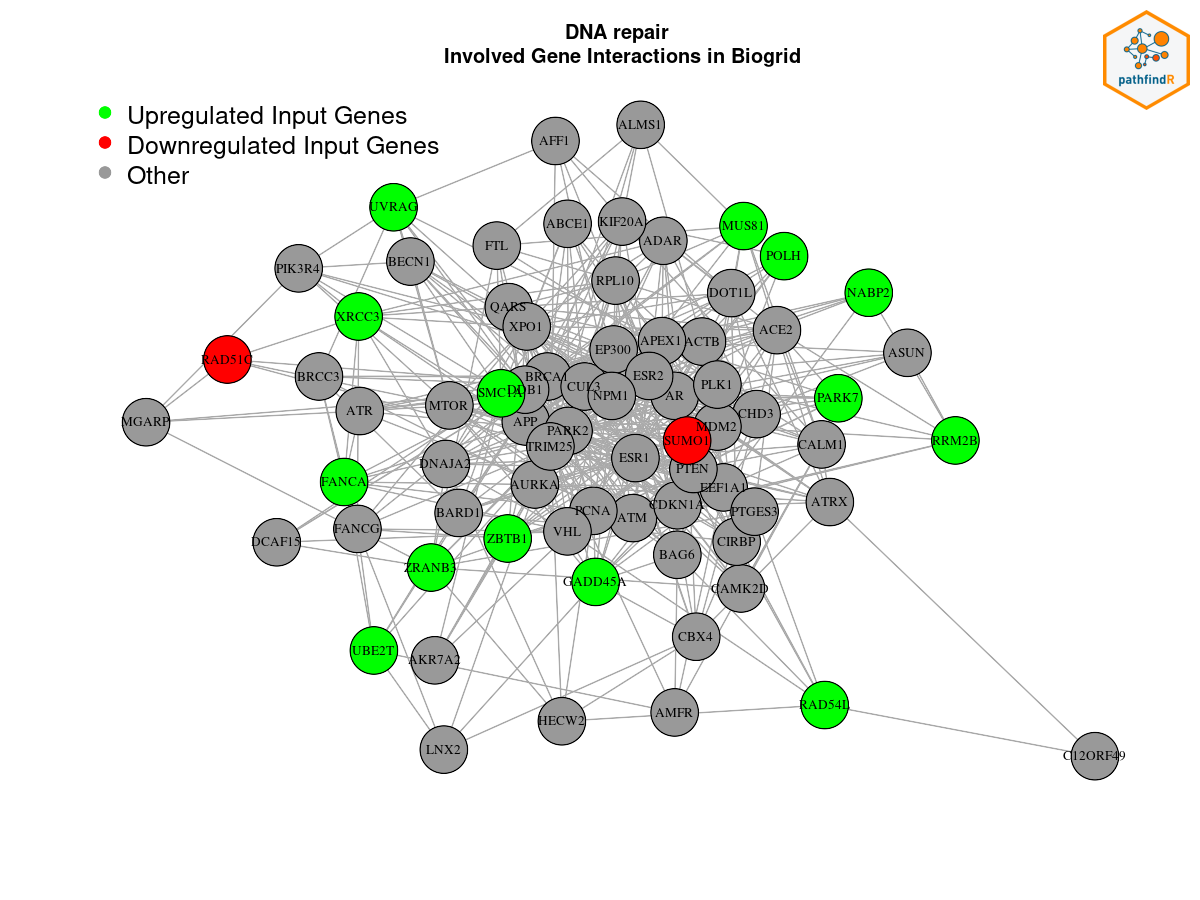 DNA repair
Involved Gene Interactions in Biogrid
pathfindR
Upregulated Input Genes
Downregulated Input Genes
Other
ALMS1
AFF1
UVRAG
ABCE1
KIF20A
MUS81
ADAR
FTL
POLH
BECN1
PIK3R4
RPL10
DOT1L
NABP2
QARS
XRCC3
XPO1
ACE2
APEX1
ACTB
EP300
ASUN
RAD51C
BRCC3
BRCA1
ESR2
PLK1
CUL3
DDB1
SMC1A
NPM1
AR
PARK7
MTOR
ATR
CHD3
MGARP
APP
MDM2
PARK2
SUMO1
RRM2B
CALM1
TRIM25
ESR1
DNAJA2
PTEN
FANCA
AURKA
EEF1A1
ATRX
CDKN1A
PCNA
PTGES3
BARD1
ATM
FANCG
VHL
ZBTB1
DCAF15
CIRBP
BAG6
ZRANB3
GADD45A
CAMK2D
CBX4
UBE2T
AKR7A2
RAD54L
AMFR
HECW2
LNX2
C12ORF49